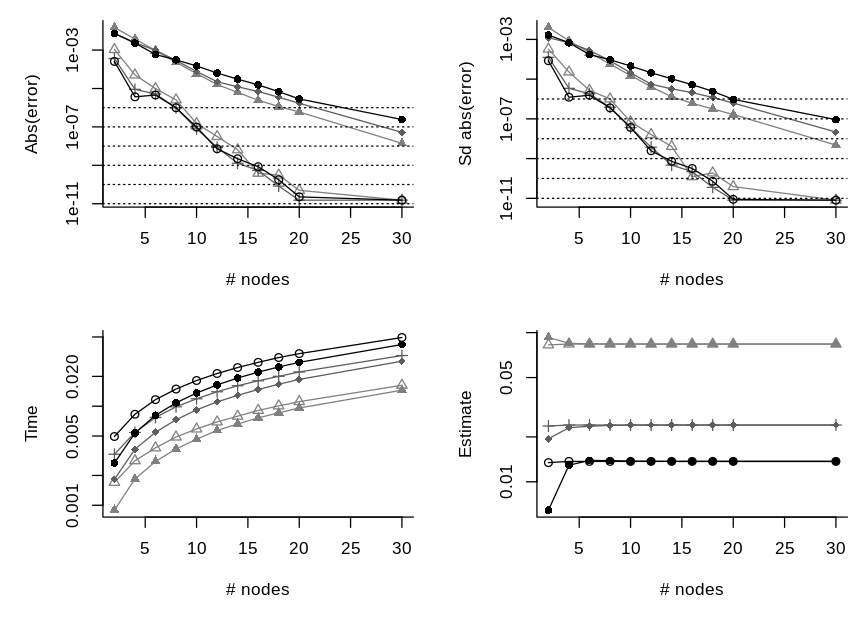 Abs(error)
1e-03
1e-07
1e-11
5 10 15 20 25 30
# nodes
Sd abs(error)
1e-03
1e-07
1e-11
5 10 15 20 25 30
# nodes
Time
0.020
0.005
0.001
5 10 15 20 25 30
# nodes
Estimate
0.05
0.01
5 10 15 20 25 30
# nodes